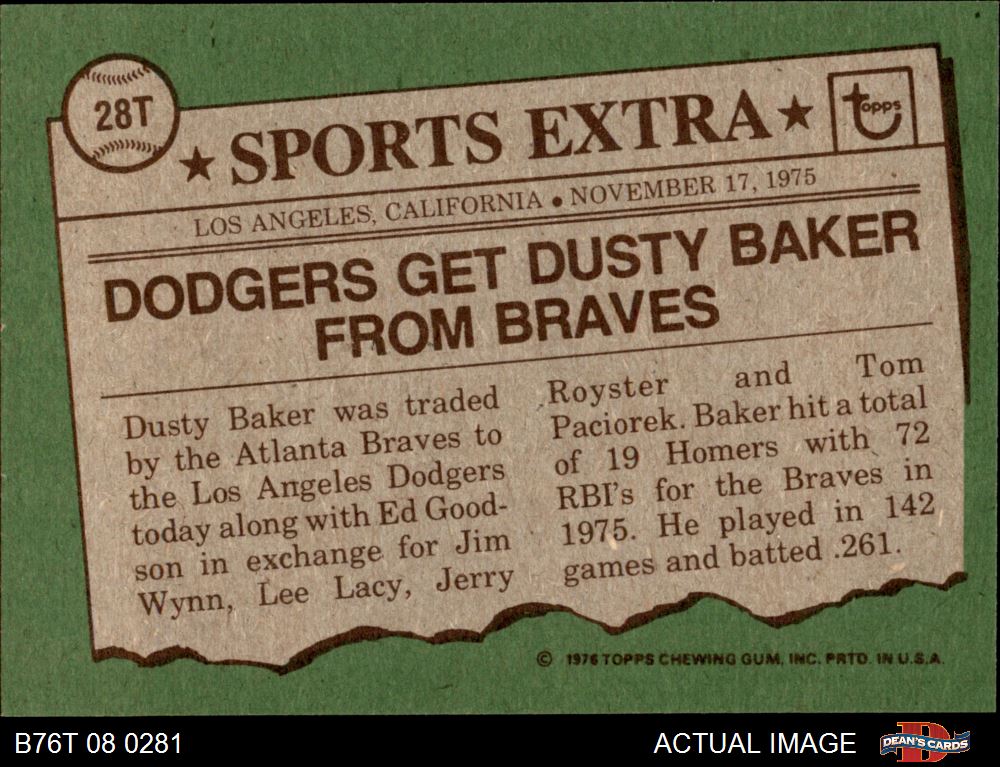 28T
★ SPORTS EXTRA ★
topps
LOS ANGELES, CALIFORNIA ● NOVEMBER 17, 1975
DODGERS GET DUSTY BAKER
FROM BRAVES
Dusty Baker was traded
by the Atlanta Braves to
the Los Angeles Dodgers
today along with Ed Good-
son in exchange for Jim
Wynn, Lee Lacy, Jerry
Royster and Tom
Paciorek. Baker hit a total
of 19 Homers with 72
RBI's for the Braves in
1975. He played in 142
games and batted .261.
© 1976 TOPPS CHEWING GUM, INC. PRTD. IN U.S.A.
B76T 08 0281
ACTUAL IMAGE
D
DEAN'S CARDS